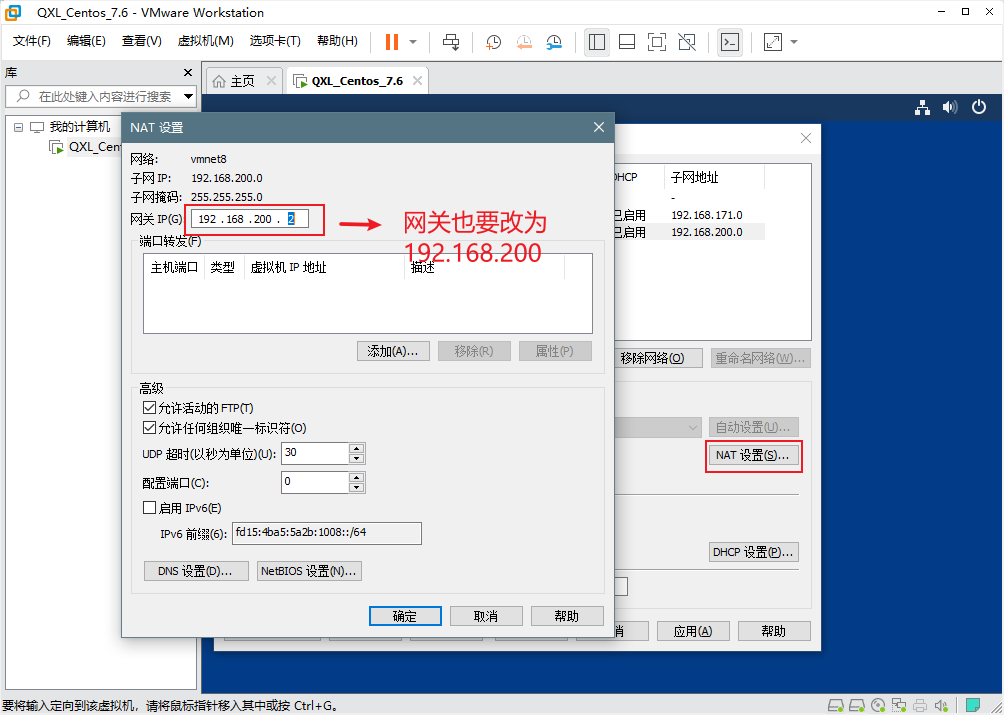 QXL_Centos_7.6 - VMware Workstation
文件(F) 编辑(E) 查看(V) 虚拟机(M) 选项卡(T) 帮助(H)
库
在此处键入内容进行搜索
主页
QXL_Centos_7.6
我的计算机
QXL_Cent
NAT 设置
网络: vmnet8
子网 IP: 192.168.200.0
子网掩码: 255.255.255.0
网关 IP(G) 192 . 168 . 200 . 2
网关也要改为
192.168.200
端口转发(F)
主机端口 类型 虚拟机 IP 地址 描述
添加(A)... 移除(R) 属性(P)
高级
允许活动的 FTP(T)
允许任何组织唯一标识符(O)
UDP 超时(以秒为单位)(U): 30
配置端口(C): 0
启用 IPv6(E)
IPv6 前缀(6): fd15:4ba5:5a2b:1008::/64
DNS 设置(D)... NetBIOS 设置(N)...
确定 取消 帮助
DHCP 子网地址
-
已启用 192.168.171.0
已启用 192.168.200.0
移除网络(O) 重命名网络(W)...
自动设置(U)...
NAT 设置(S)...
DHCP 设置(P)...
消 应用(A) 帮助
要将输入定向到该虚拟机，请将鼠标指针移入其中或按 Ctrl+G。